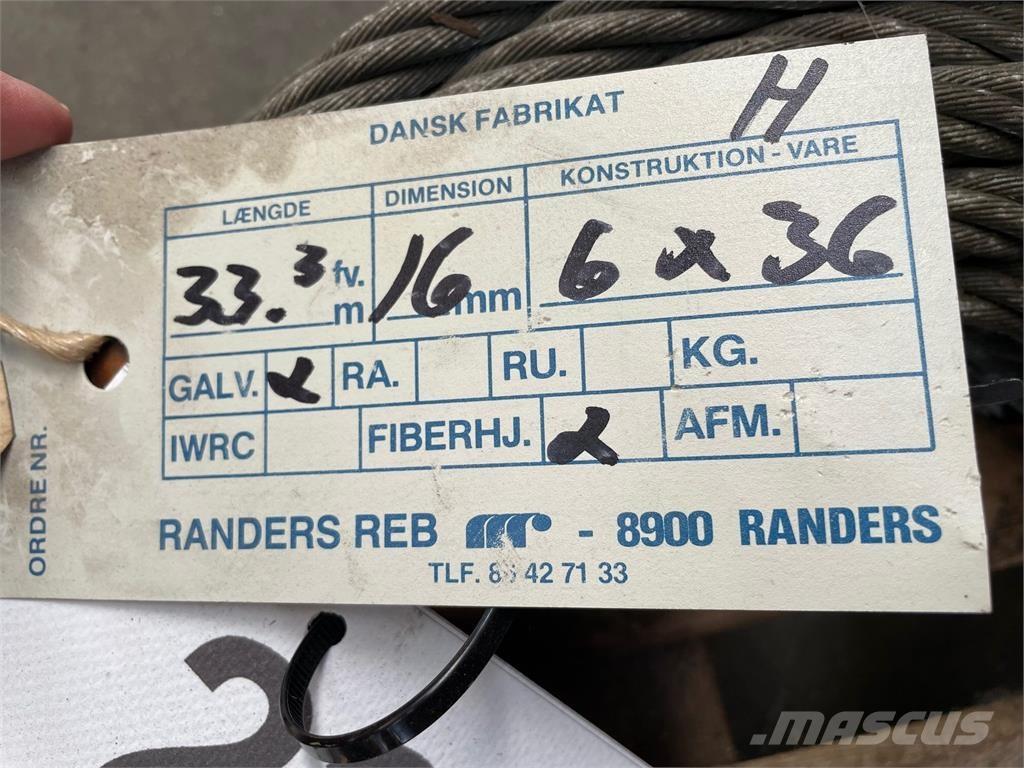 H
DANSK FABRIKAT
LÆNGDE DIMENSION KONSTRUKTION - VARE
33.3 fv. m 16 mm 6 x 36
GALV. x RA. RU. KG.
IWRC FIBERHJ. x AFM.
RANDERS REB - 8900 RANDERS
TLF. 42 71 33
ORDRE NR.
MASCUS